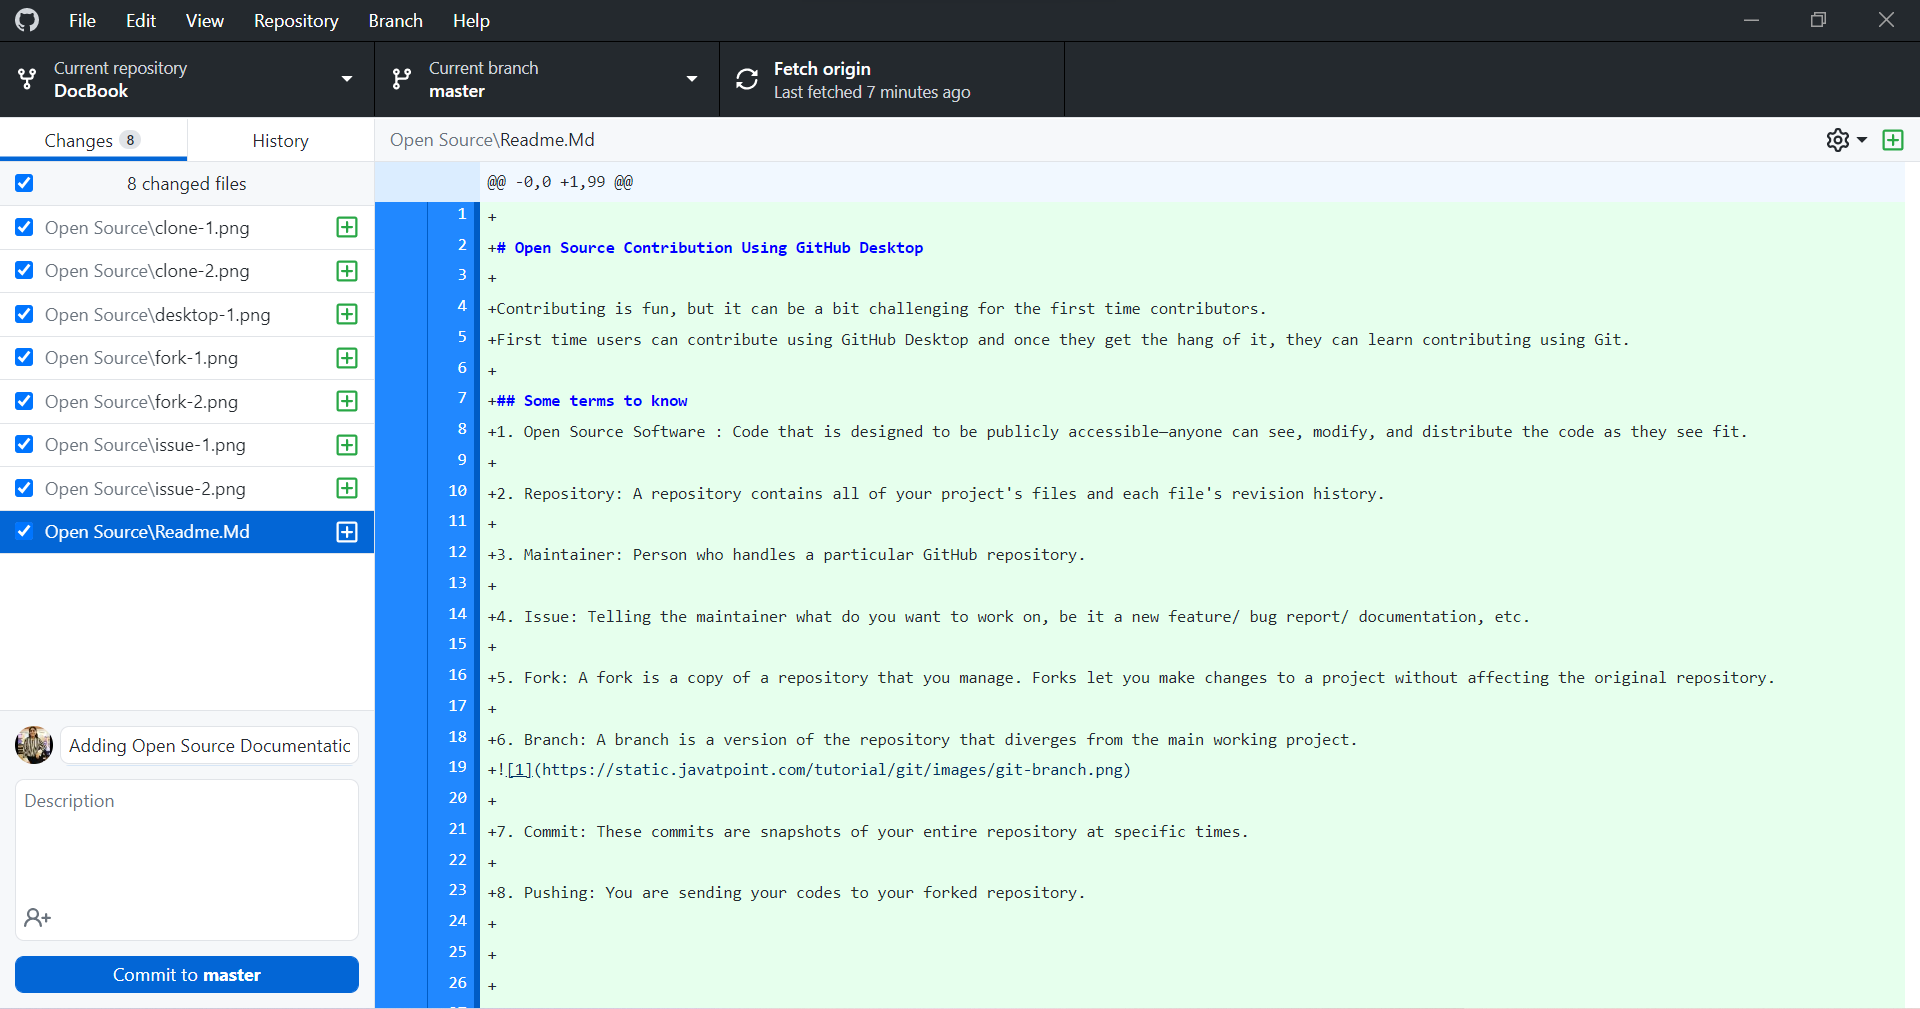 File Edit View Repository Branch Help
Current repository
DocBook
Current branch
master
Fetch origin
Last fetched 7 minutes ago
Changes 8
History
Open Source\Readme.Md
8 changed files
Open Source\clone-1.png
Open Source\clone-2.png
Open Source\desktop-1.png
Open Source\fork-1.png
Open Source\fork-2.png
Open Source\issue-1.png
Open Source\issue-2.png
Open Source\Readme.Md
Adding Open Source Documentatic
Description
Commit to master
@@ -0,0 +1,99 @@
1 +
2 +# Open Source Contribution Using GitHub Desktop
3 +
4 +Contributing is fun, but it can be a bit challenging for the first time contributors.
5 +First time users can contribute using GitHub Desktop and once they get the hang of it, they can learn contributing using Git.
6 +
7 +## Some terms to know
8 +1. Open Source Software : Code that is designed to be publicly accessible—anyone can see, modify, and distribute the code as they see fit.
9 +
10 +2. Repository: A repository contains all of your project's files and each file's revision history.
11 +
12 +3. Maintainer: Person who handles a particular GitHub repository.
13 +
14 +4. Issue: Telling the maintainer what do you want to work on, be it a new feature/ bug report/ documentation, etc.
15 +
16 +5. Fork: A fork is a copy of a repository that you manage. Forks let you make changes to a project without affecting the original repository.
17 +
18 +6. Branch: A branch is a version of the repository that diverges from the main working project.
19 +![1](https://static.javatpoint.com/tutorial/git/images/git-branch.png)
20 +
21 +7. Commit: These commits are snapshots of your entire repository at specific times.
22 +
23 +8. Pushing: You are sending your codes to your forked repository.
24 +
25 +
26 +